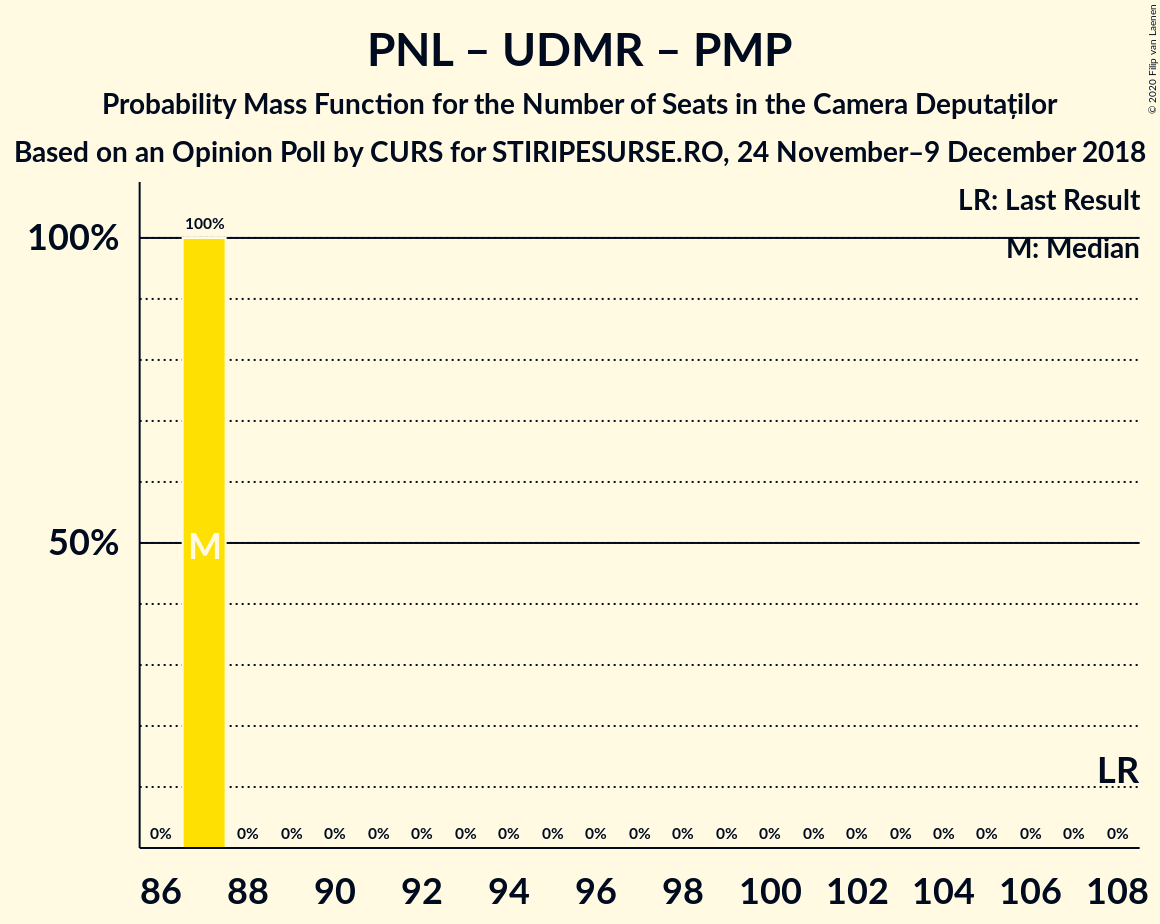 PNL – UDMR – PMP
Probability Mass Function for the Number of Seats in the Camera Deputaților
Based on an Opinion Poll by CURS for STIRIPESURSE.RO, 24 November–9 December 2018
© 2020 Filip van Laenen
LR: Last Result
M: Median
100%
100%
50%
M
LR
0% 0% 0% 0% 0% 0% 0% 0% 0% 0% 0% 0% 0% 0% 0% 0% 0% 0% 0% 0% 0% 0%
86 88 90 92 94 96 98 100 102 104 106 108